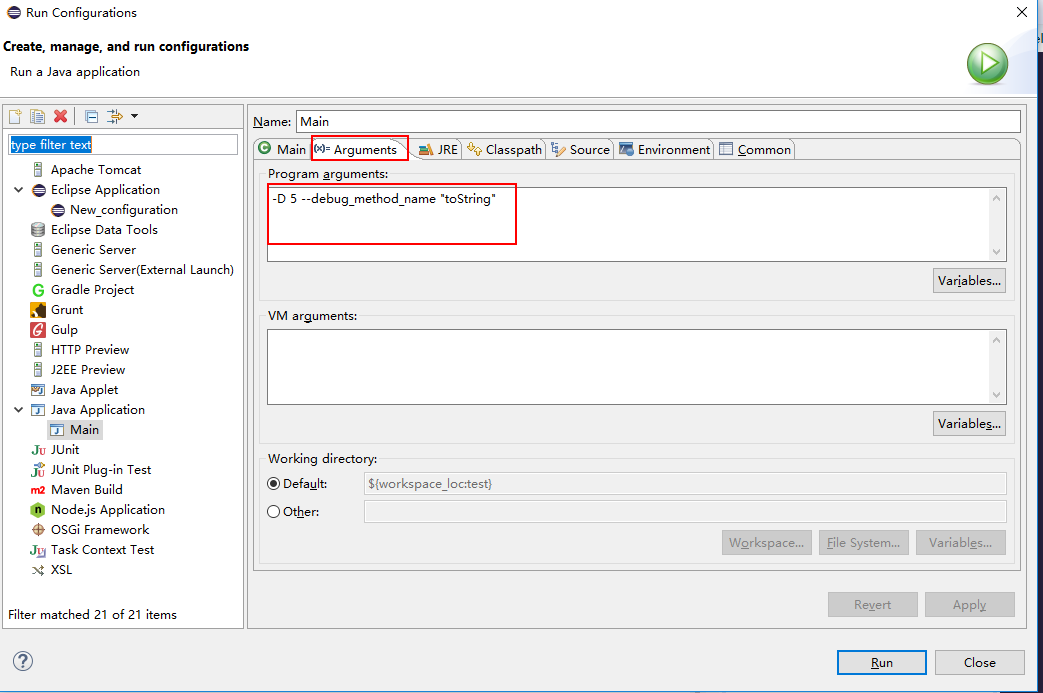 Run Configurations
Create, manage, and run configurations
Run a Java application
type filter text
Apache Tomcat
Eclipse Application
New_configuration
Eclipse Data Tools
Generic Server
Generic Server(External Launch)
Gradle Project
Grunt
Gulp
HTTP Preview
J2EE Preview
Java Applet
Java Application
Main
JUnit
JUnit Plug-in Test
Maven Build
Node.js Application
OSGi Framework
Task Context Test
XSL
Filter matched 21 of 21 items
Name: Main
Main (x)= Arguments JRE Classpath Source Environment Common
Program arguments:
-D 5 --debug_method_name "toString"
Variables...
VM arguments:
Variables...
Working directory:
Default: ${workspace_loc:test}
Other:
Workspace... File System... Variables...
Revert Apply
Run Close